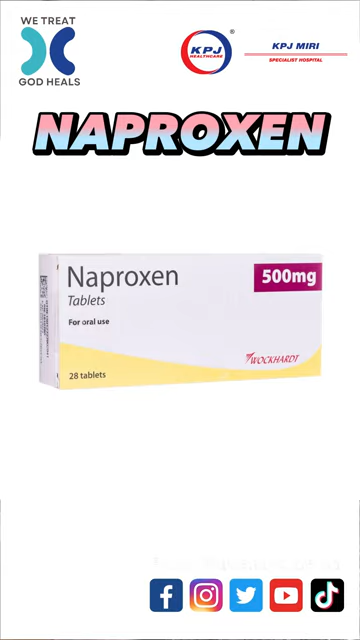 WE TREAT
GOD HEALS
KPJ
HEALTHCARE
®
KPJ MIRI
SPECIALIST HOSPITAL
NAPROXEN
Naproxen
500mg
Tablets
For oral use
WOCKHARDT
28 tablets